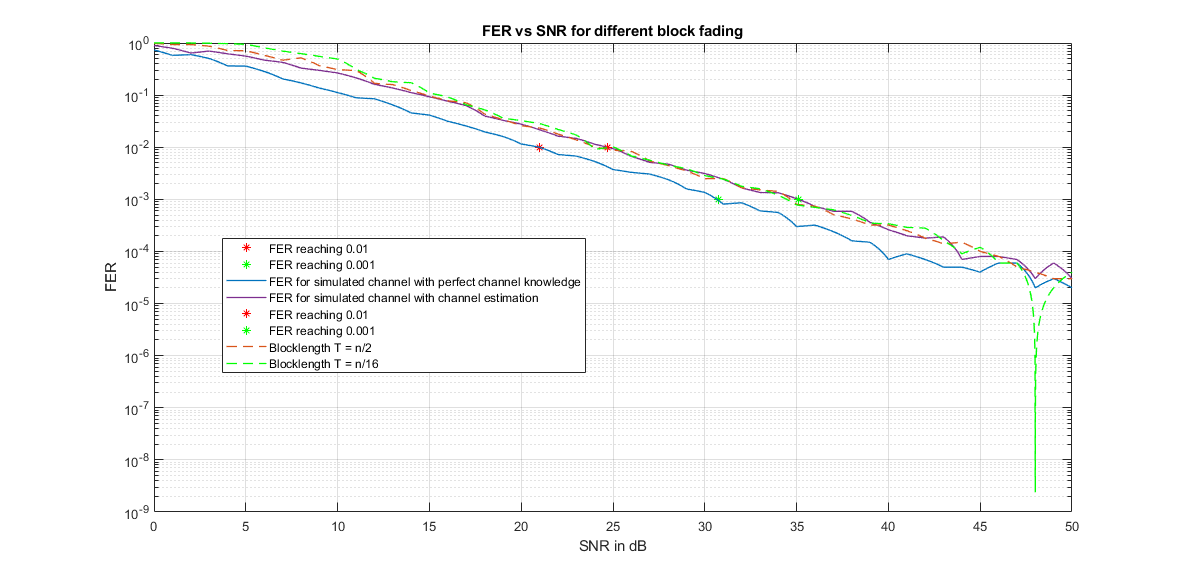 FER vs SNR for different block fading
FER
10^0
10^-1
10^-2
10^-3
10^-4
10^-5
10^-6
10^-7
10^-8
10^-9
FER reaching 0.01
FER reaching 0.001
FER for simulated channel with perfect channel knowledge
FER for simulated channel with channel estimation
FER reaching 0.01
FER reaching 0.001
Blocklength T = n/2
Blocklength T = n/16
0 5 10 15 20 25 30 35 40 45 50
SNR in dB